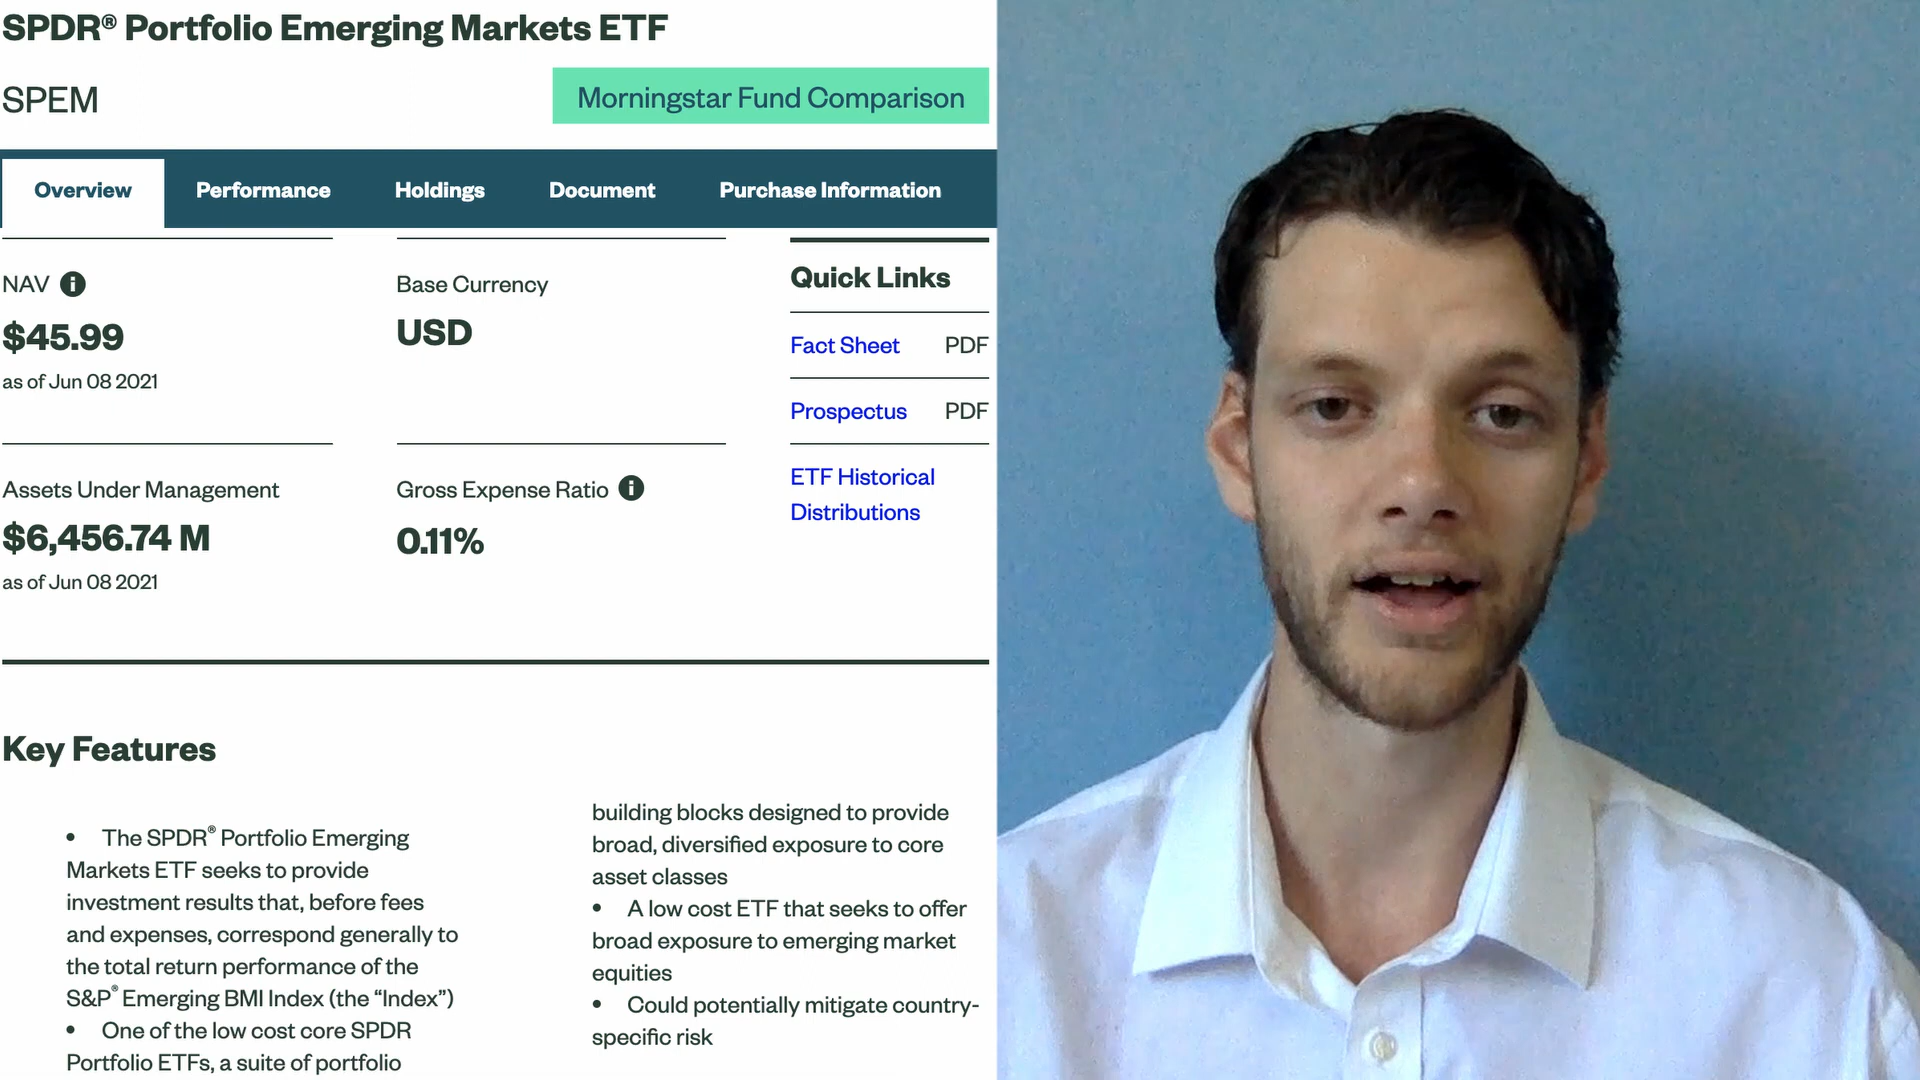 SPDR® Portfolio Emerging Markets ETF
SPEM
Morningstar Fund Comparison
Overview Performance Holdings Document Purchase Information
NAV
$45.99
as of Jun 08 2021
Base Currency
USD
Assets Under Management
$6,456.74 M
as of Jun 08 2021
Gross Expense Ratio
0.11%
Quick Links
Fact Sheet PDF
Prospectus PDF
ETF Historical
Distributions
Key Features
• The SPDR® Portfolio Emerging
Markets ETF seeks to provide
investment results that, before fees
and expenses, correspond generally to
the total return performance of the
S&P® Emerging BMI Index (the “Index”)
• One of the low cost core SPDR
Portfolio ETFs, a suite of portfolio
building blocks designed to provide
broad, diversified exposure to core
asset classes
• A low cost ETF that seeks to offer
broad exposure to emerging market
equities
• Could potentially mitigate country-
specific risk